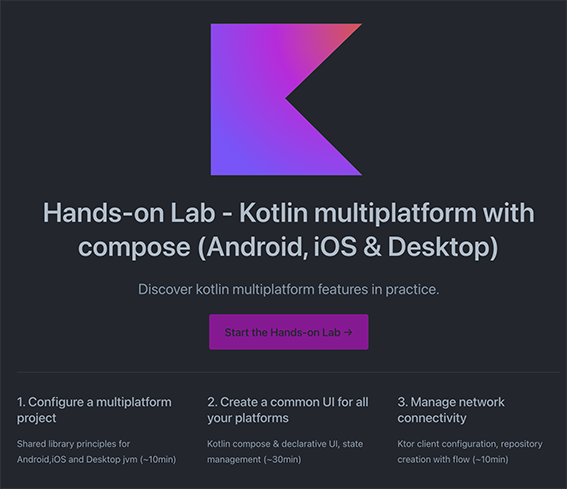 Hands-on Lab - Kotlin multiplatform with
compose (Android, iOS & Desktop)
Discover kotlin multiplatform features in practice.
Start the Hands-on Lab →
1. Configure a multiplatform
project
Shared library principles for
Android,iOS and Desktop jvm (~10min)
2. Create a common UI for all
your platforms
Kotlin compose & declarative UI, state
management (~30min)
3. Manage network
connectivity
Ktor client configuration, repository
creation with flow (~10min)